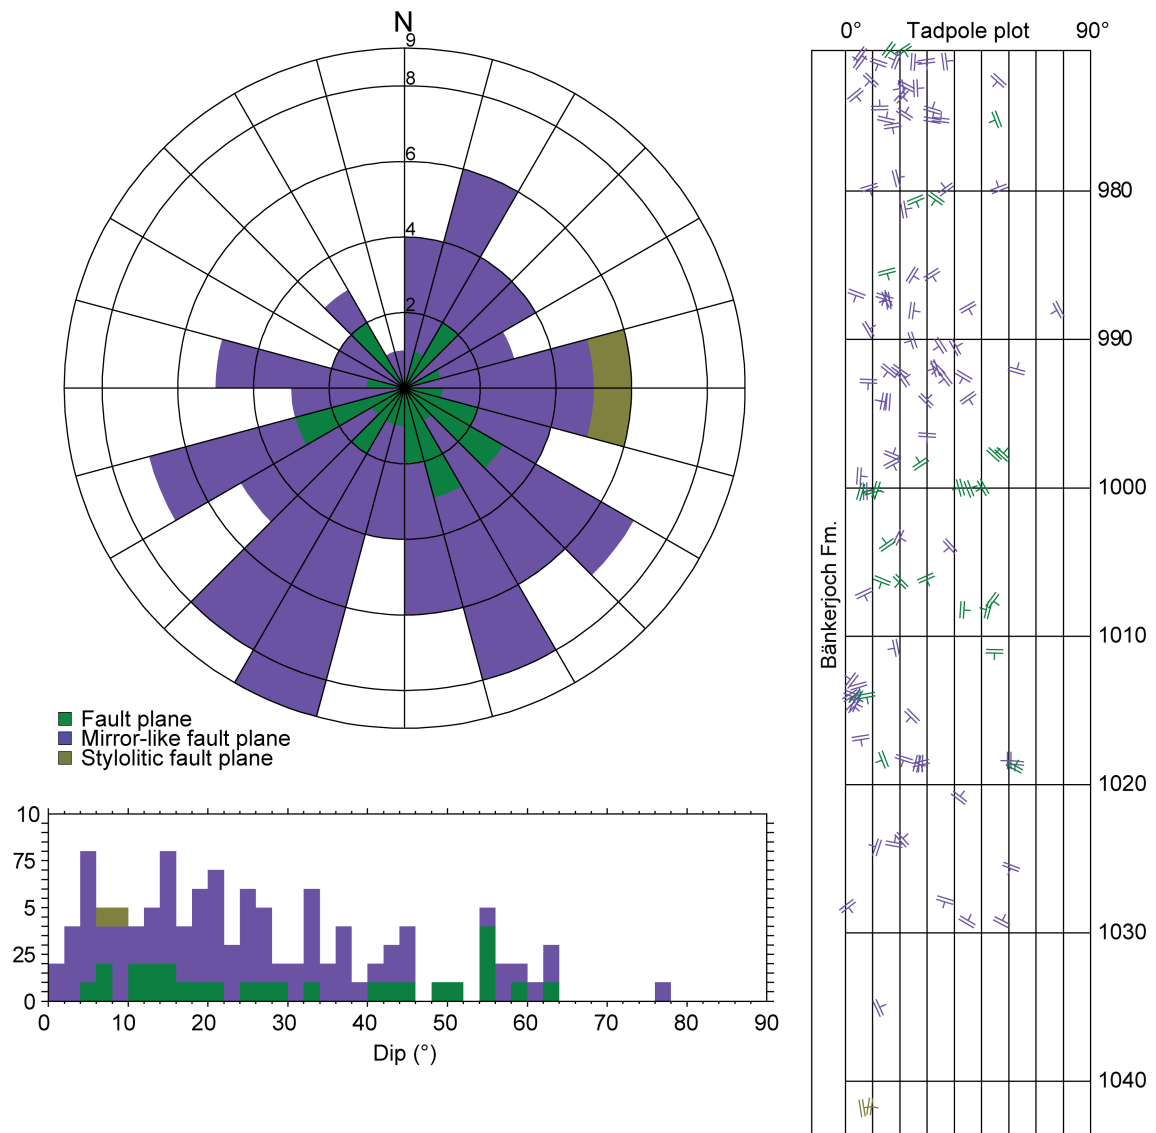 N
9
8
6
4
2
Fault plane
Mirror-like fault plane
Stylolitic fault plane
10
75
5
25
0
0 10 20 30 40 50 60 70 80 90
Dip (°)
0° Tadpole plot 90°
980
990
1000
1010
1020
1030
1040
Bänkerjoch Fm.